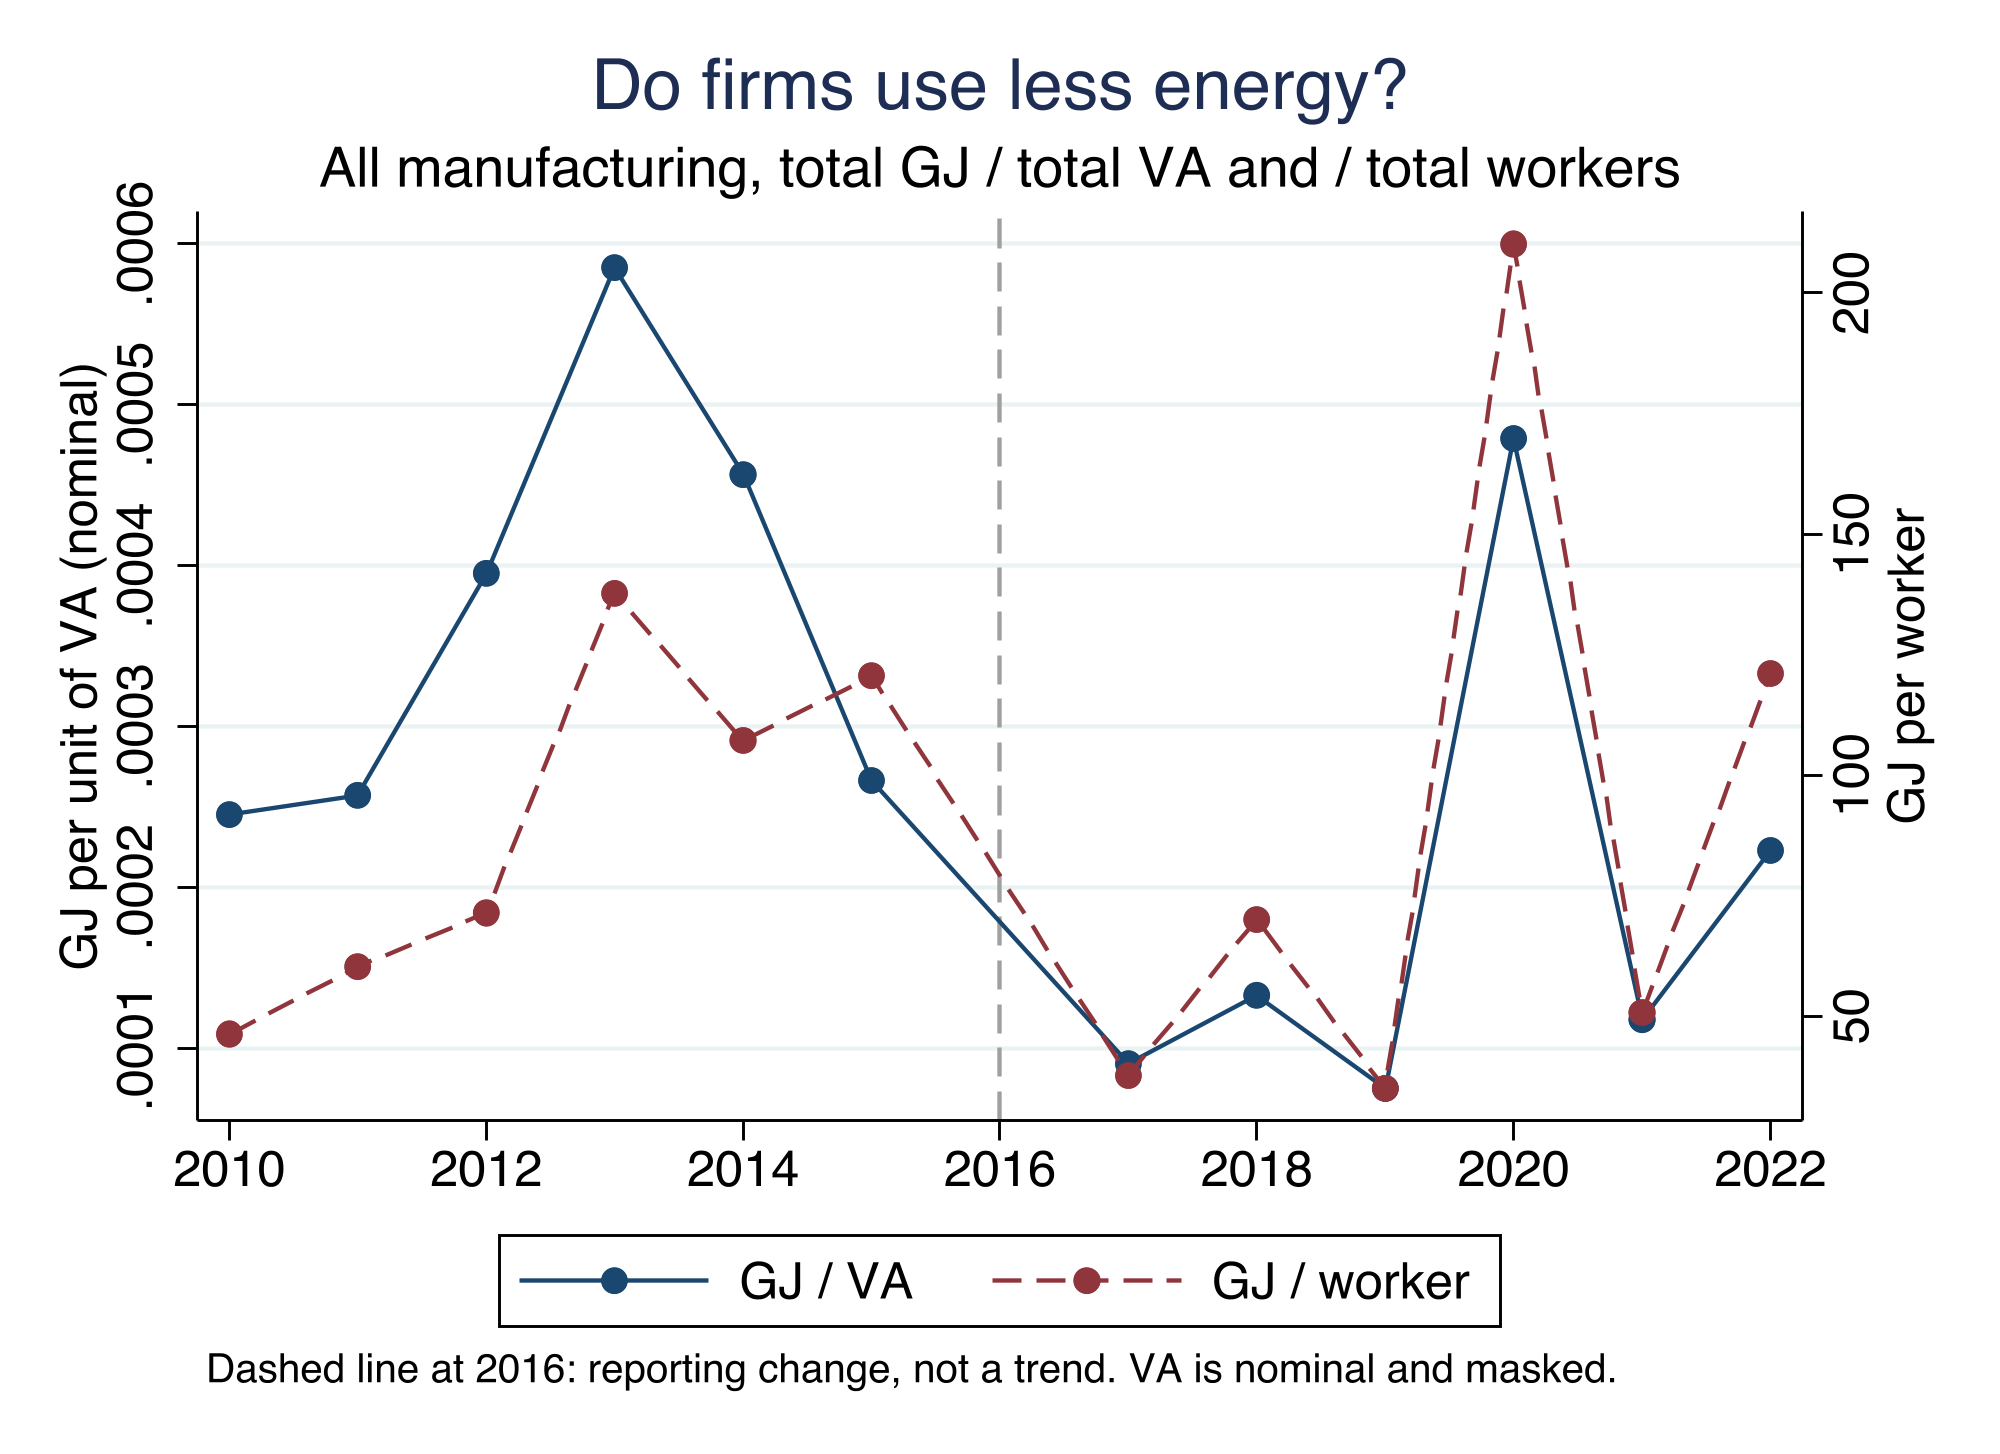 Do firms use less energy?
All manufacturing, total GJ / total VA and / total workers
GJ per unit of VA (nominal)
.0006
.0005
.0004
.0003
.0002
.0001
200
150
100
50
GJ per worker
2010 2012 2014 2016 2018 2020 2022
GJ / VA GJ / worker
Dashed line at 2016: reporting change, not a trend. VA is nominal and masked.